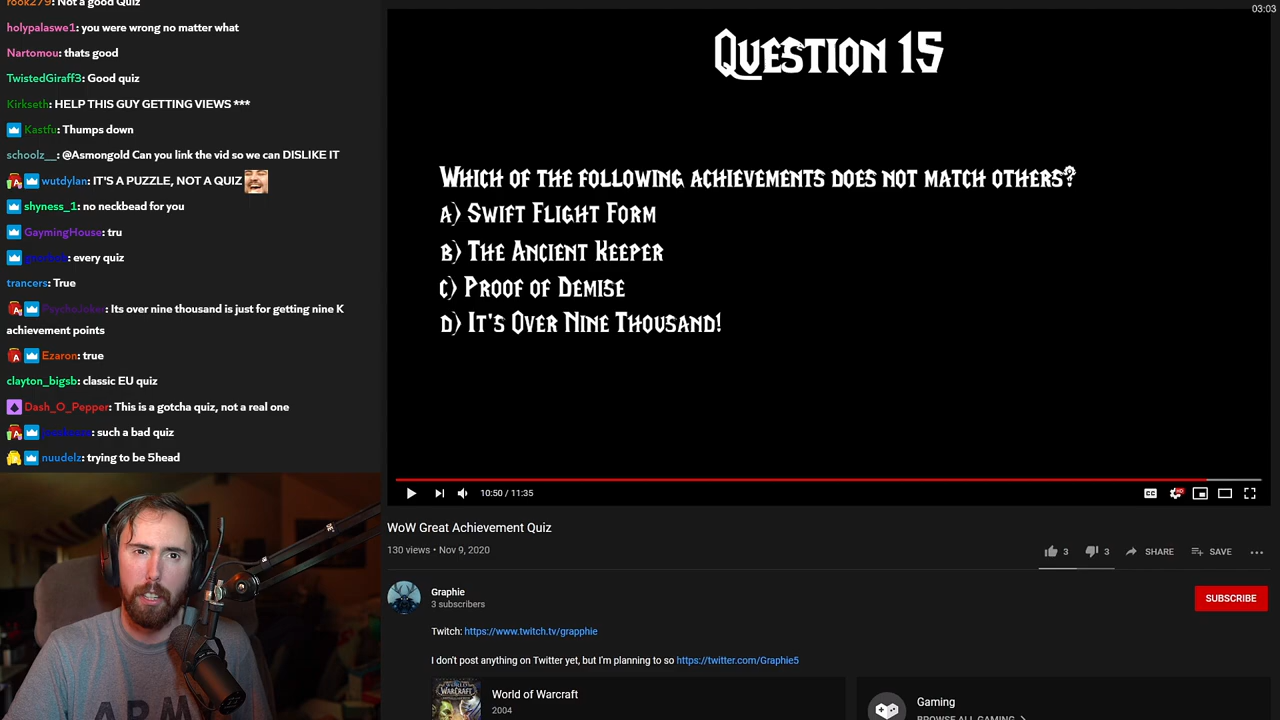 rook279: Not a good Quiz
holypalaswe1: you were wrong no matter what
Nartomou: thats good
TwistedGiraff3: Good quiz
Kirkseth: HELP THIS GUY GETTING VIEWS ***
Kastfu: Thumps down
schoolz__: @Asmongold Can you link the vid so we can DISLIKE IT
wutdylan: IT'S A PUZZLE, NOT A QUIZ
shyness_1: no neckbead for you
GaymingHouse: tru
: every quiz
trancers: True
PsychoJoker: Its over nine thousand is just for getting nine K
achievement points
Ezaron: true
clayton_bigsb: classic EU quiz
Dash_O_Pepper: This is a gotcha quiz, not a real one
: such a bad quiz
nuudelz: trying to be 5head
03:03
Question 15
Which of the following achievements does not match others?
A) Swift Flight Form
B) The Ancient Keeper
C) Proof of Demise
D) It's Over Nine Thousand!
10:50 / 11:35
WoW Great Achievement Quiz
130 views • Nov 9, 2020
3
3
SHARE
SAVE
Graphie
3 subscribers
SUBSCRIBE
Twitch: https://www.twitch.tv/grapphie
I don't post anything on Twitter yet, but I'm planning to so https://twitter.com/Graphie5
World of Warcraft
2004
Gaming
BROWSE ALL GAMING
ARM